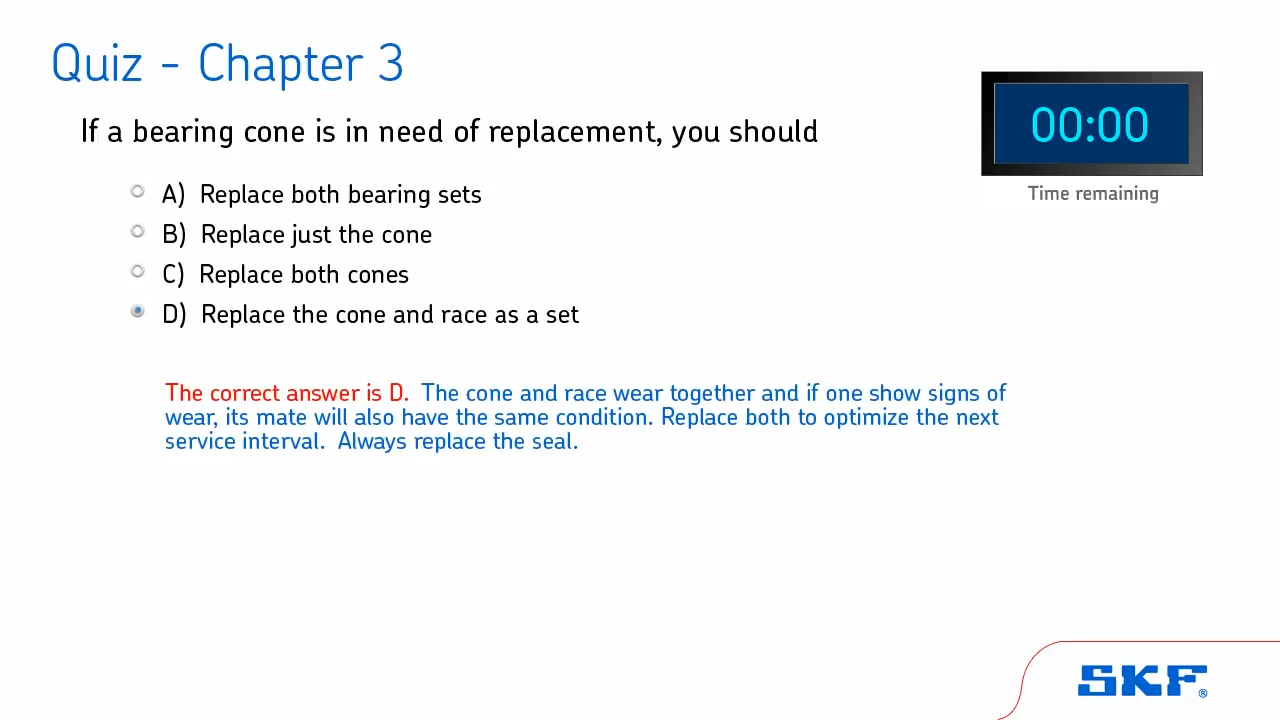 Quiz - Chapter 3
00:00
Time remaining
If a bearing cone is in need of replacement, you should
A) Replace both bearing sets
B) Replace just the cone
C) Replace both cones
D) Replace the cone and race as a set
The correct answer is D. The cone and race wear together and if one show signs of
wear, its mate will also have the same condition. Replace both to optimize the next
service interval. Always replace the seal.
SKF®